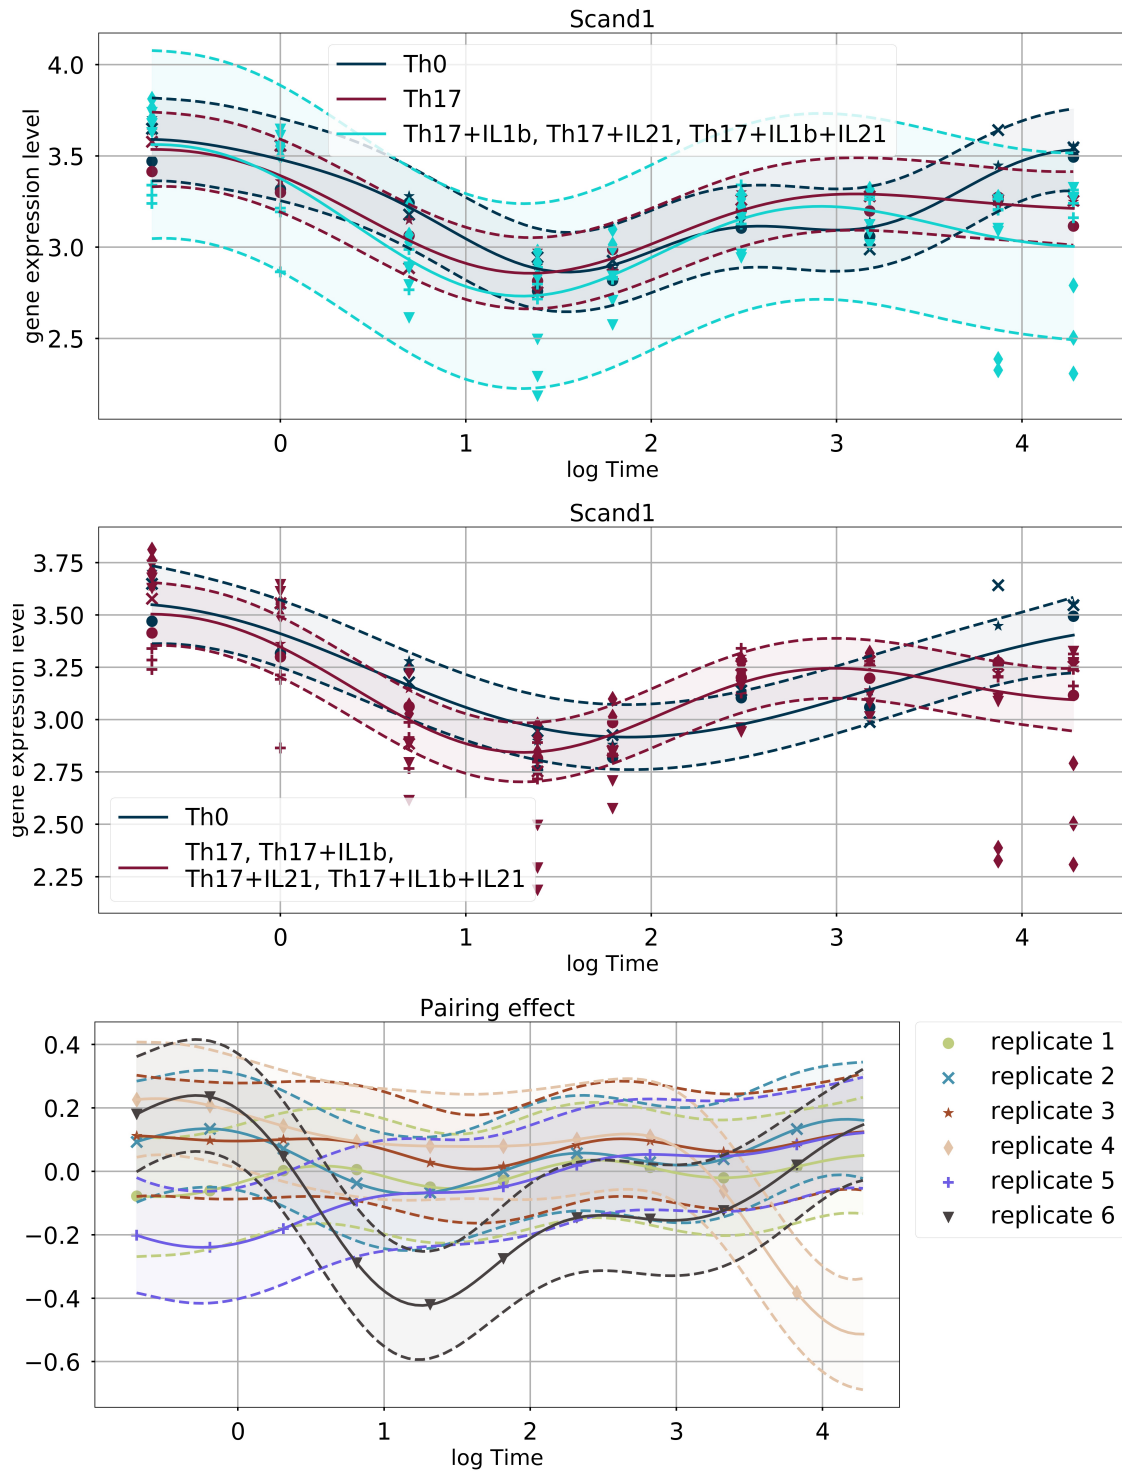 Scand1
gene expression level
4.0
3.5
3.0
2.5
Th0
Th17
Th17+IL1b, Th17+IL21, Th17+IL1b+IL21
0 1 2 3 4
log Time
Scand1
gene expression level
3.75
3.50
3.25
3.00
2.75
2.50
2.25
Th0
Th17, Th17+IL1b,
Th17+IL21, Th17+IL1b+IL21
0 1 2 3 4
log Time
Pairing effect
0.4
0.2
0.0
−0.2
−0.4
−0.6
0 1 2 3 4
log Time
replicate 1
replicate 2
replicate 3
replicate 4
replicate 5
replicate 6